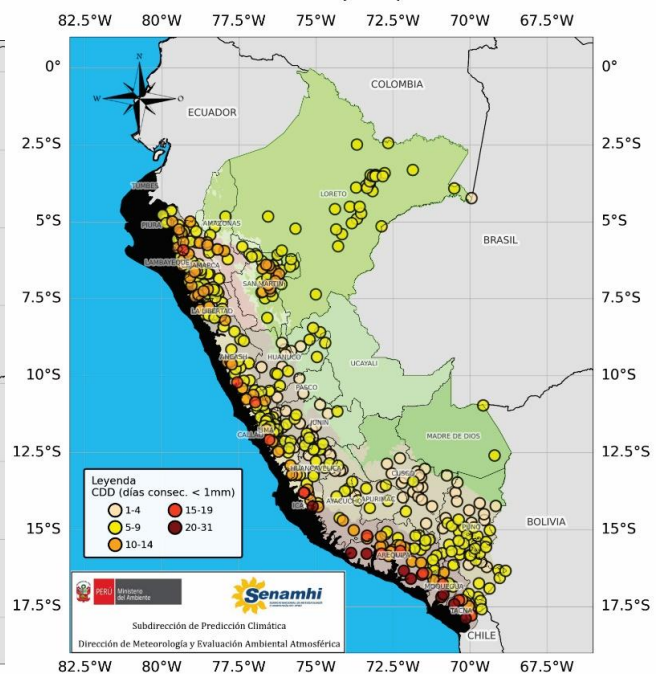 82.5°W 80°W 77.5°W 75°W 72.5°W 70°W 67.5°W
N
W O
0° 0°
COLOMBIA
ECUADOR
2.5°S 2.5°S
TUMBES
LORETO
5°S 5°S
PIURA
AMAZONAS
BRASIL
LAMBAYEQUE
CAJAMARCA
SAN MARTIN
7.5°S 7.5°S
LA LIBERTAD
ANCASH
HUANUCO
UCAYALI
10°S 10°S
PASCO
JUNIN
LIMA
CALLAO
MADRE DE DIOS
12.5°S 12.5°S
HUANCAVELICA
CUSCO
ICA
AYACUCHO
APURIMAC
PUNO
BOLIVIA
15°S 15°S
AREQUIPA
MOQUEGUA
TACNA
17.5°S 17.5°S
CHILE
Leyenda
CDD (días consec. < 1mm)
1-4 15-19
5-9 20-31
10-14
PERÚ Ministerio
del Ambiente
Senamhi
Subdirección de Predicción Climática
Dirección de Meteorología y Evaluación Ambiental Atmosférica
82.5°W 80°W 77.5°W 75°W 72.5°W 70°W 67.5°W